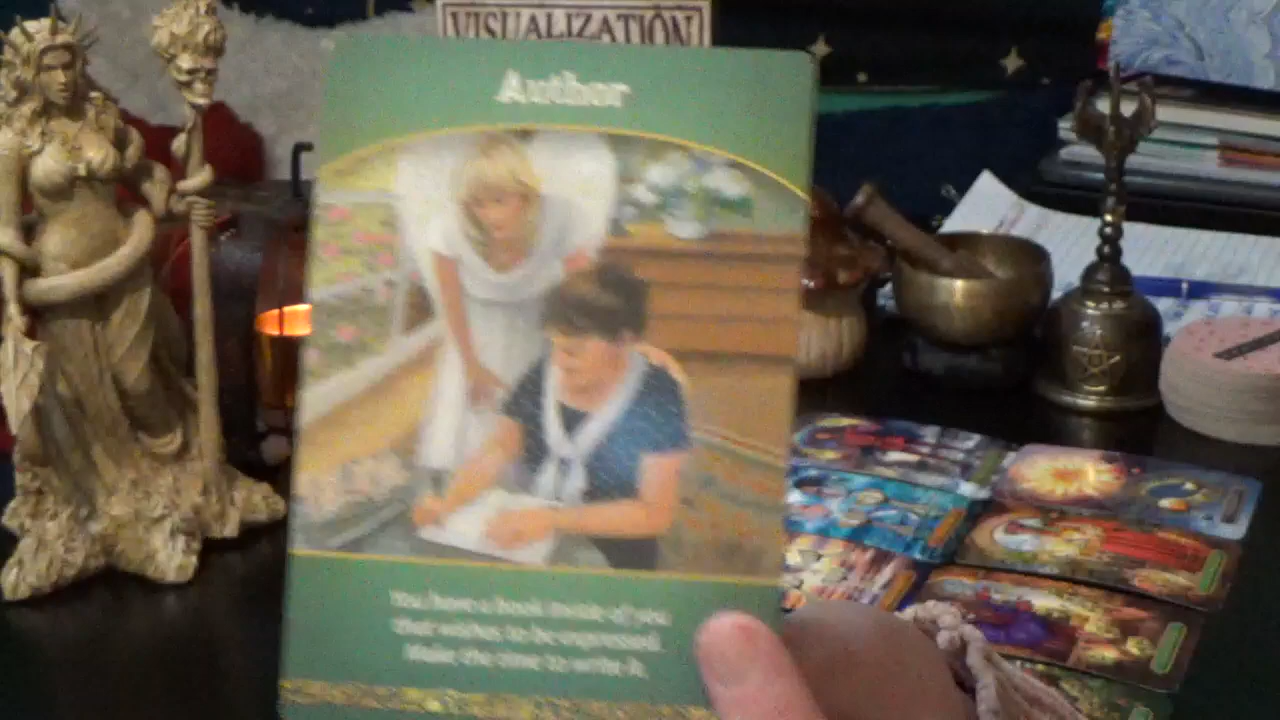 VISUALIZATION
Author
You have a book inside of you
that wishes to be expressed.
Make the time to write it.